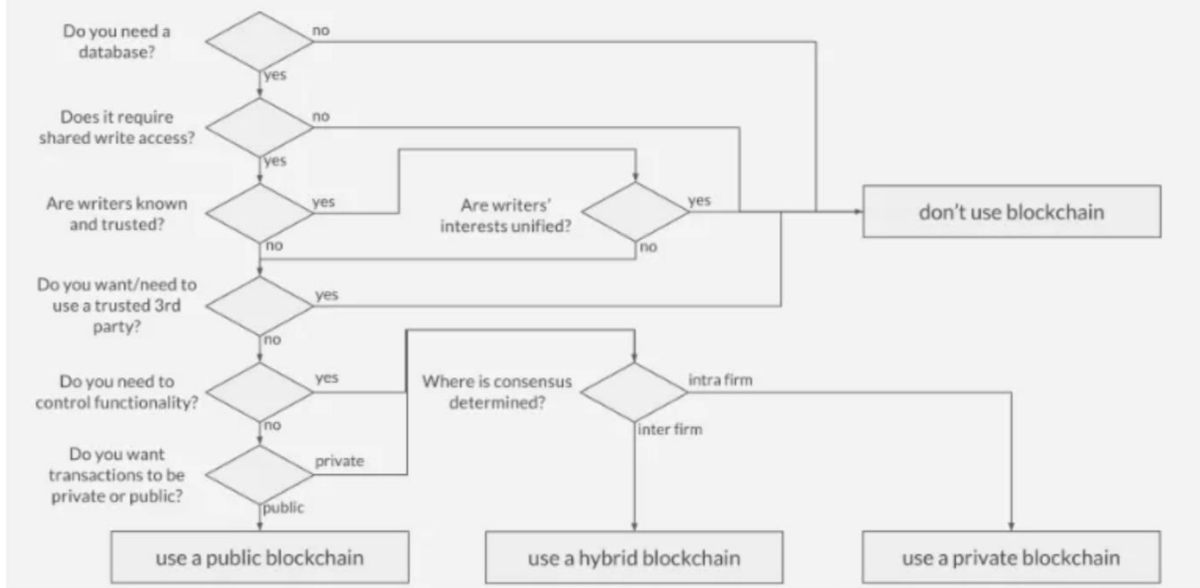 Do you need a
database?
no
yes
Does it require
shared write access?
no
yes
Are writers known
and trusted?
yes
no
Are writers'
interests unified?
yes
no
don't use blockchain
Do you want/need to
use a trusted 3rd
party?
yes
no
Do you need to
control functionality?
yes
no
Where is consensus
determined?
intra firm
inter firm
Do you want
transactions to be
private or public?
private
public
use a public blockchain
use a hybrid blockchain
use a private blockchain